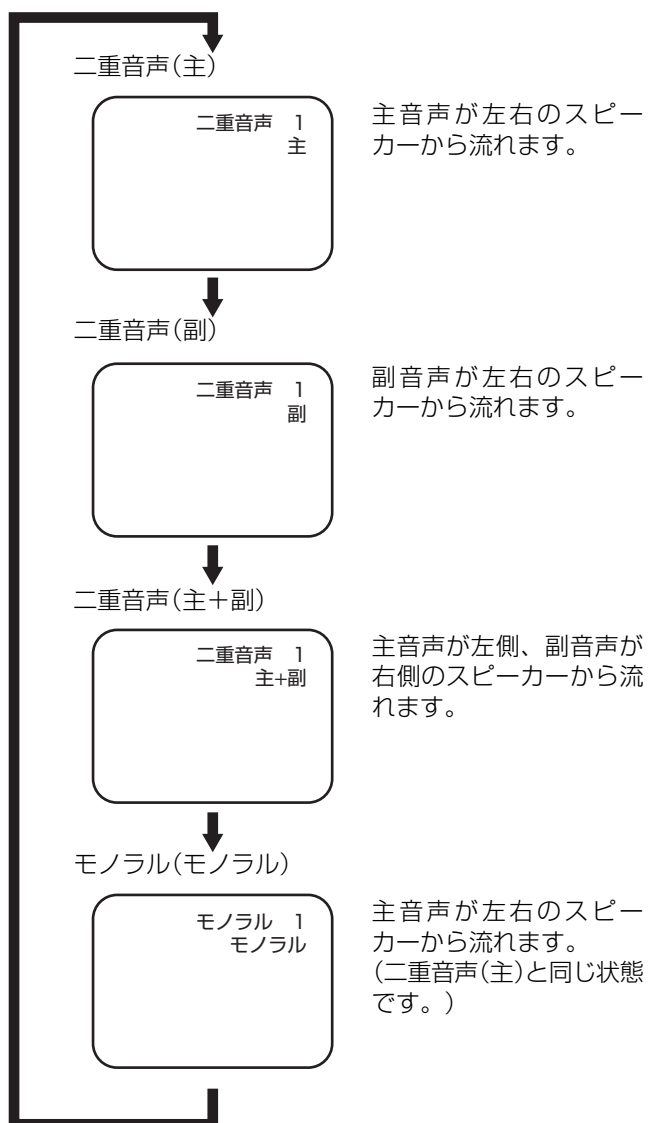 二重音声(主)
二重音声 1
主
主音声が左右のスピー
カーから流れます。
二重音声(副)
二重音声 1
副
副音声が左右のスピー
カーから流れます。
二重音声(主＋副)
二重音声 1
主+副
主音声が左側、副音声が
右側のスピーカーから流
れます。
モノラル(モノラル)
モノラル 1
モノラル
主音声が左右のスピー
カーから流れます。
(二重音声(主)と同じ状態
です。)